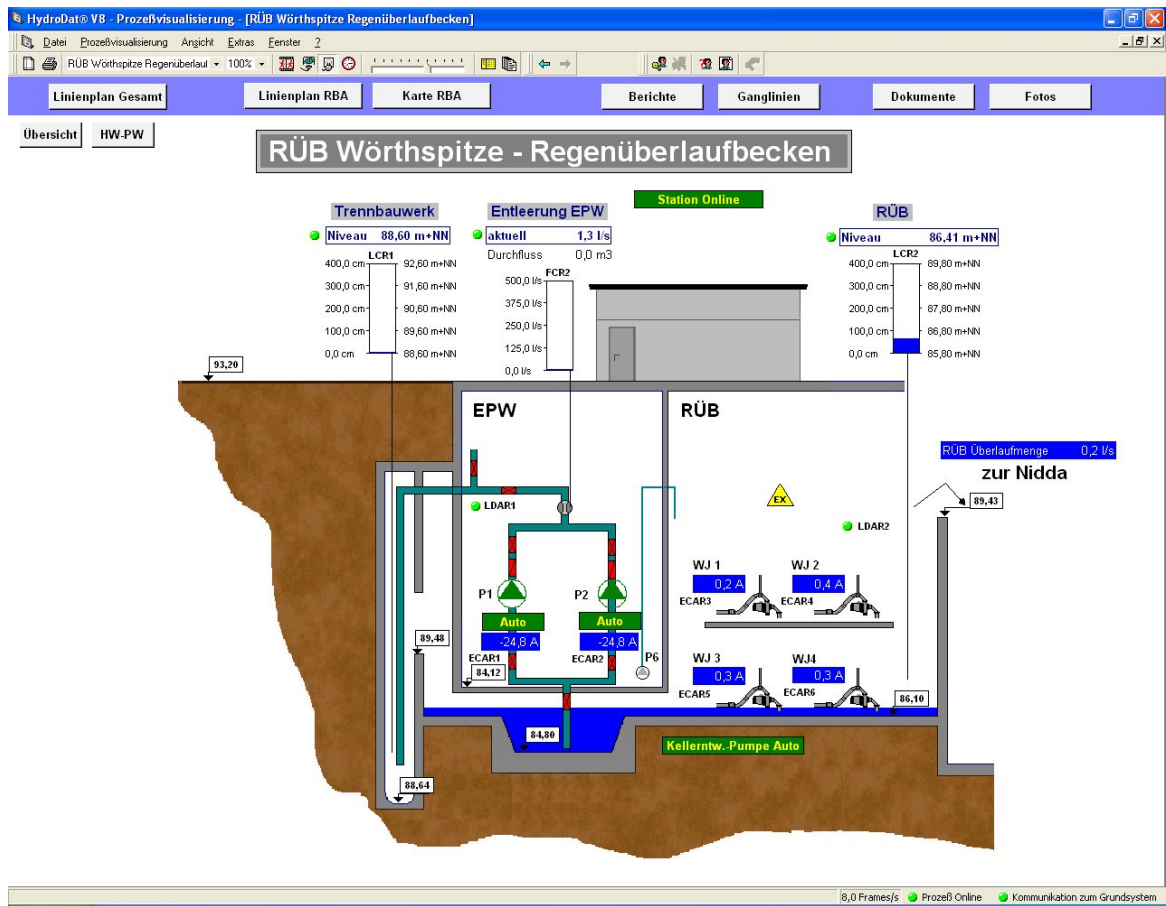 HydroDat® V8 - Prozeßvisualisierung - [RÜB Wörthspitze Regenüberlaufbecken]
Datei Prozeßvisualisierung Ansicht Extras Fenster ?
RÜB Wörthspitze Regenüberlauf 100%
Linienplan Gesamt Linienplan RBA Karte RBA Berichte Ganglinien Dokumente Fotos
Übersicht HW-PW
RÜB Wörthspitze - Regenüberlaufbecken
Station Online
Trennbauwerk Entleerung EPW RÜB
Niveau 88,60 m+NN aktuell 1,3 l/s Niveau 86,41 m+NN
Durchfluss 0,0 m3
LCR1 FCR2 LCR2
400,0 cm 92,60 m+NN 500,0 l/s 400,0 cm 89,80 m+NN
300,0 cm 91,60 m+NN 375,0 l/s 300,0 cm 88,80 m+NN
200,0 cm 90,60 m+NN 250,0 l/s 200,0 cm 87,80 m+NN
100,0 cm 89,60 m+NN 125,0 l/s 100,0 cm 86,80 m+NN
0,0 cm 88,60 m+NN 0,0 l/s 0,0 cm 85,80 m+NN
93,20
EPW RÜB
RÜB Überlaufmenge 0,2 l/s
zur Nidda
89,43
EX
LDAR1 LDAR2
WJ 1 WJ 2
0,2 A 0,4 A
ECAR3 ECAR4
P1 P2
Auto Auto
-24,8 A -24,8 A
ECAR1 ECAR2 P6
89,48
84,12
WJ 3 WJ4
0,3 A 0,3 A
ECAR5 ECAR6
86,10
84,80
Kellerntw.-Pumpe Auto
88,64
8,0 Frames/s Prozeß Online Kommunikation zum Grundsystem